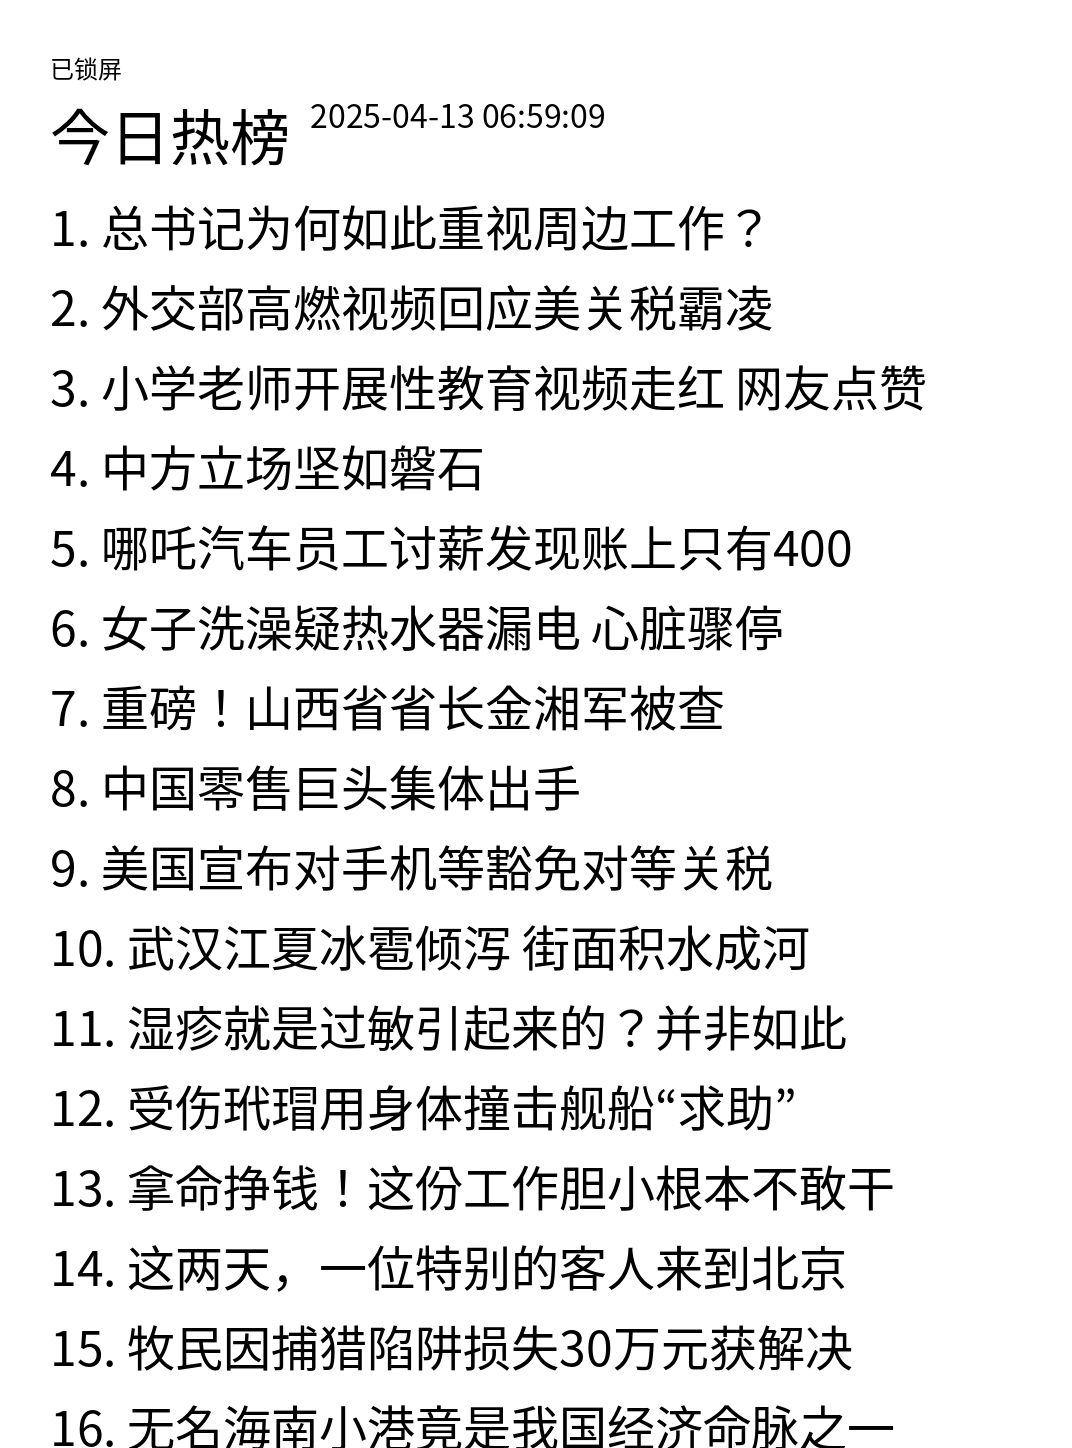 已锁屏
今日热榜 2025-04-13 06:59:09
1. 总书记为何如此重视周边工作？
2. 外交部高燃视频回应美关税霸凌
3. 小学老师开展性教育视频走红 网友点赞
4. 中方立场坚如磐石
5. 哪吒汽车员工讨薪发现账上只有400
6. 女子洗澡疑热水器漏电 心脏骤停
7. 重磅！山西省省长金湘军被查
8. 中国零售巨头集体出手
9. 美国宣布对手机等豁免对等关税
10. 武汉江夏冰雹倾泻 街面积水成河
11. 湿疹就是过敏引起来的？并非如此
12. 受伤玳瑁用身体撞击舰船“求助”
13. 拿命挣钱！这份工作胆小根本不敢干
14. 这两天，一位特别的客人来到北京
15. 牧民因捕猎陷阱损失30万元获解决
16. 无名海南小港竟是我国经济命脉之一